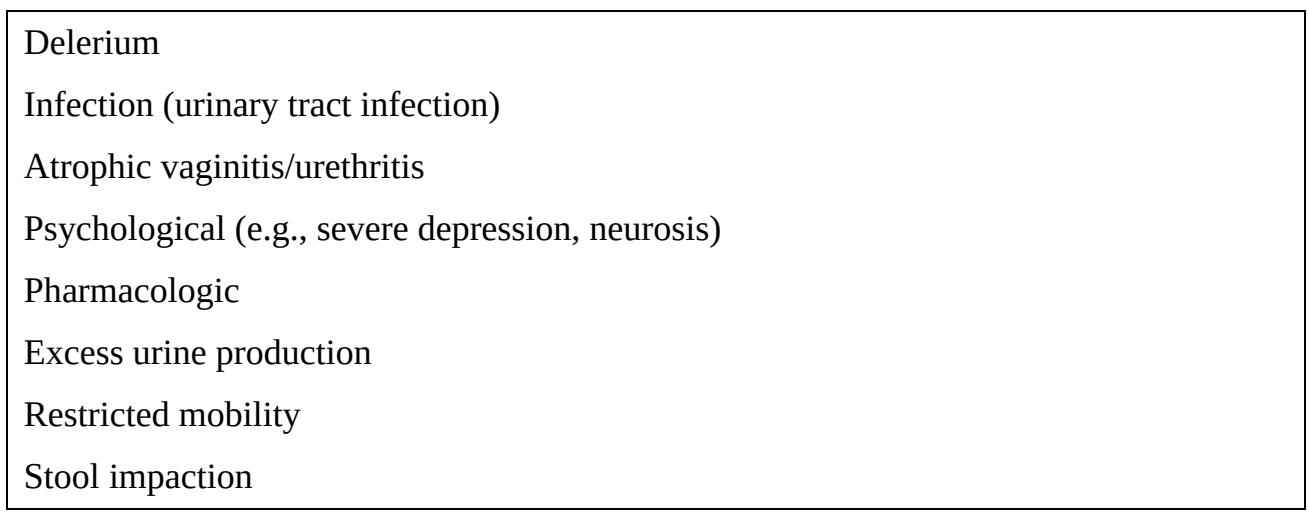 Delerium
Infection (urinary tract infection)
Atrophic vaginitis/urethritis
Psychological (e.g., severe depression, neurosis)
Pharmacologic
Excess urine production
Restricted mobility
Stool impaction